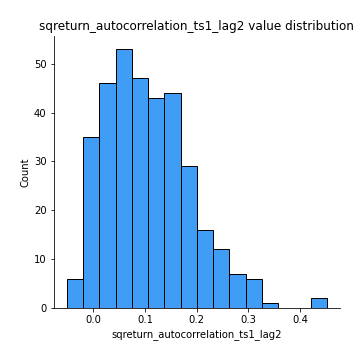 sqreturn_autocorrelation_ts1_lag2 value distribution
50
40
30
20
10
0
Count
0.0 0.1 0.2 0.3 0.4
sqreturn_autocorrelation_ts1_lag2